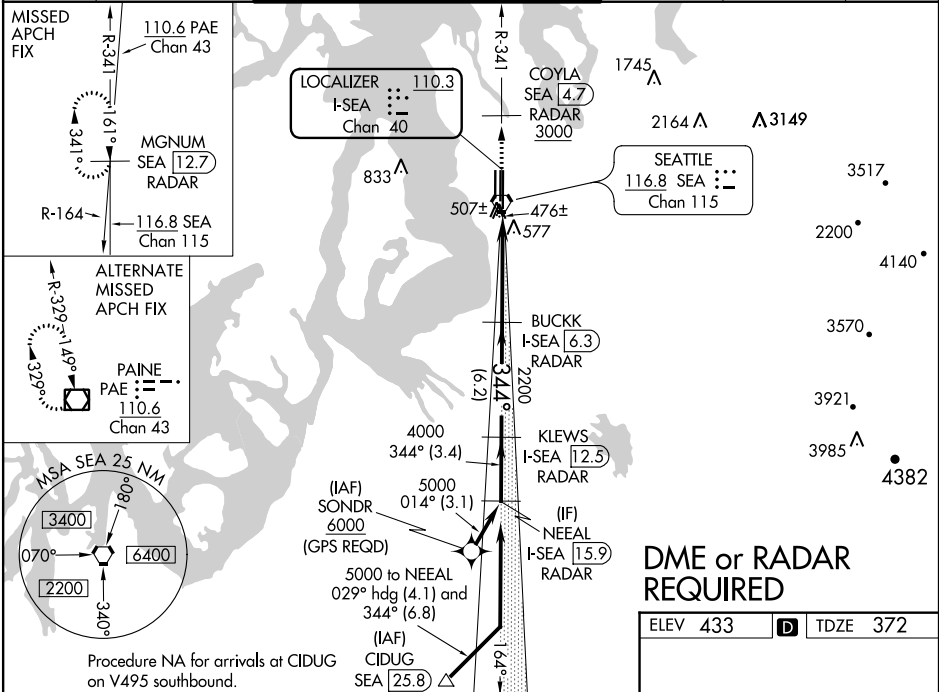 MISSED
APCH
FIX
R-341
110.6 PAE
Chan 43
341°
161°
MGNUM
SEA 12.7
RADAR
R-164
116.8 SEA
Chan 115
ALTERNATE
MISSED
APCH FIX
R-329
149°
329°
PAINE
PAE
110.6
Chan 43
MSA SEA 25 NM
180°
3400
070°
6400
2200
340°
LOCALIZER 110.3
I-SEA
Chan 40
R-341
COYLA
SEA 4.7
RADAR
3000
1745
2164
3149
833
SEATTLE
116.8 SEA
Chan 115
3517
507±
476±
577
2200
4140
BUCKK
I-SEA 6.3
RADAR
3570
344°
2200
(6.2)
3921
4000
344° (3.4)
KLEWS
I-SEA 12.5
RADAR
3985
4382
5000
014° (3.1)
(IAF)
SONDR
6000
(GPS REQD)
(IF)
NEEAL
I-SEA 15.9
RADAR
5000 to NEEAL
029° hdg (4.1) and
344° (6.8)
(IAF)
CIDUG
SEA 25.8
164°
DME or RADAR
REQUIRED
ELEV 433 D TDZE 372
Procedure NA for arrivals at CIDUG
on V495 southbound.